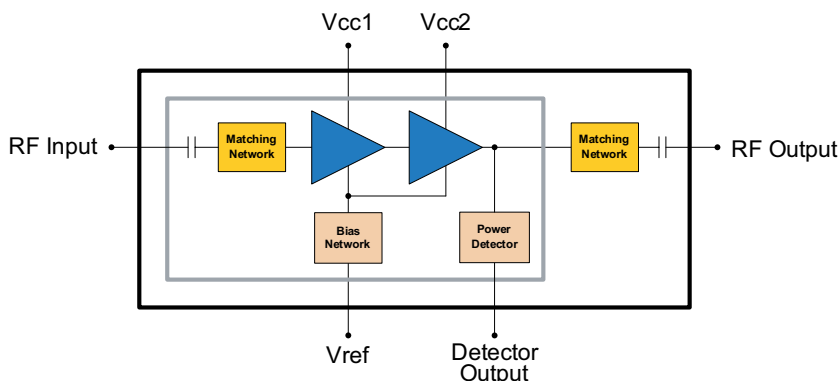 Vcc1
Vcc2
RF Input
Matching
Network
Matching
Network
RF Output
Bias
Network
Power
Detector
Vref
Detector
Output